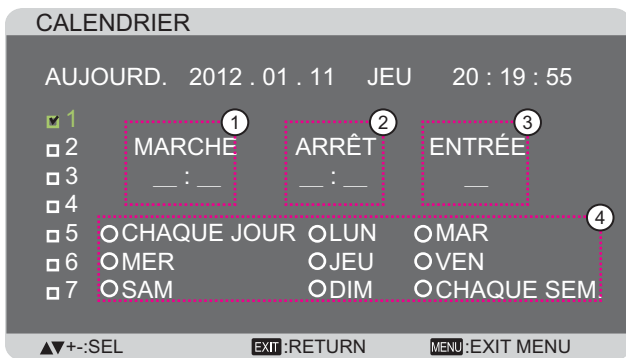 CALENDRIER
AUJOURD. 2012 . 01 . 11 JEU 20 : 19 : 55
1 1 2 3
2 MARCHE ARRÊT ENTRÉE
3 __ : __ __ : __ __
4 4
5 CHAQUE JOUR LUN MAR
6 MER JEU VEN
7 SAM DIM CHAQUE SEM.
▲▼+-:SEL EXIT:RETURN MENU:EXIT MENU